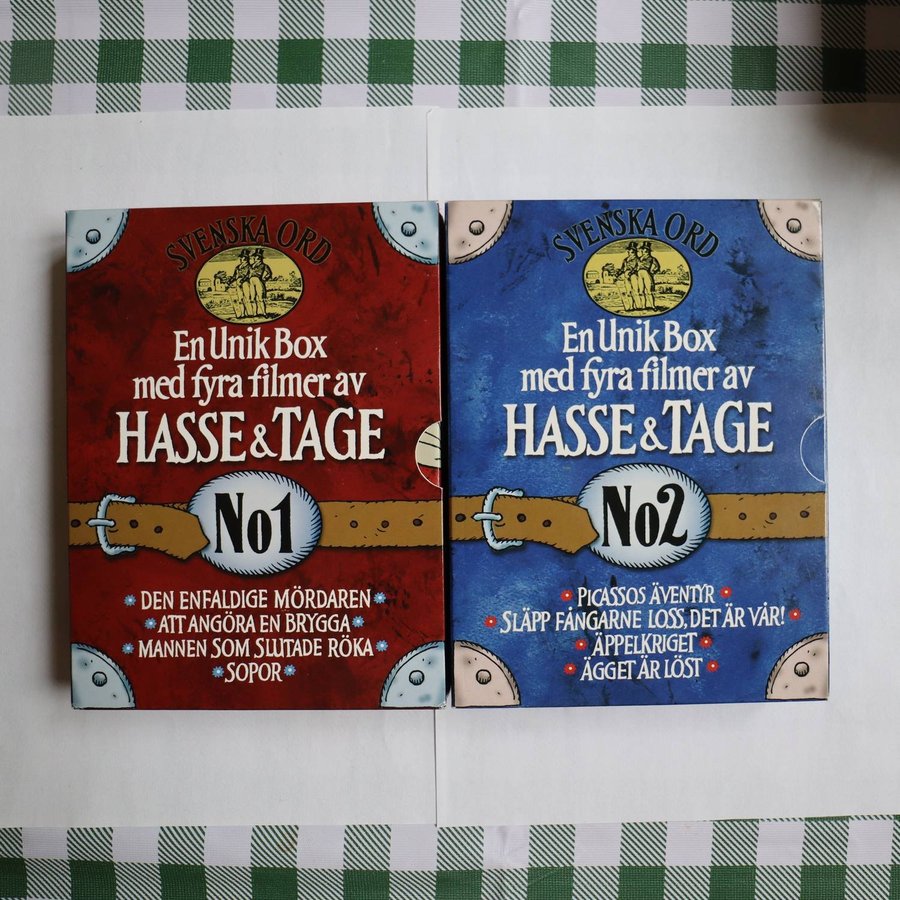 SVENSKA ORD
En Unik Box
med fyra filmer av
HASSE & TAGE
No1
DEN ENFALDIGE MÖRDAREN
ATT ANGÖRA EN BRYGGA
MANNEN SOM SLUTADE RÖKA
SOPOR
SVENSKA ORD
En Unik Box
med fyra filmer av
HASSE & TAGE
No2
PICASSOS ÄVENTYR
SLÄPP FÅNGARNE LOSS, DET ÄR VÅR!
ÄPPELKRIGET
ÄGGET ÄR LÖST